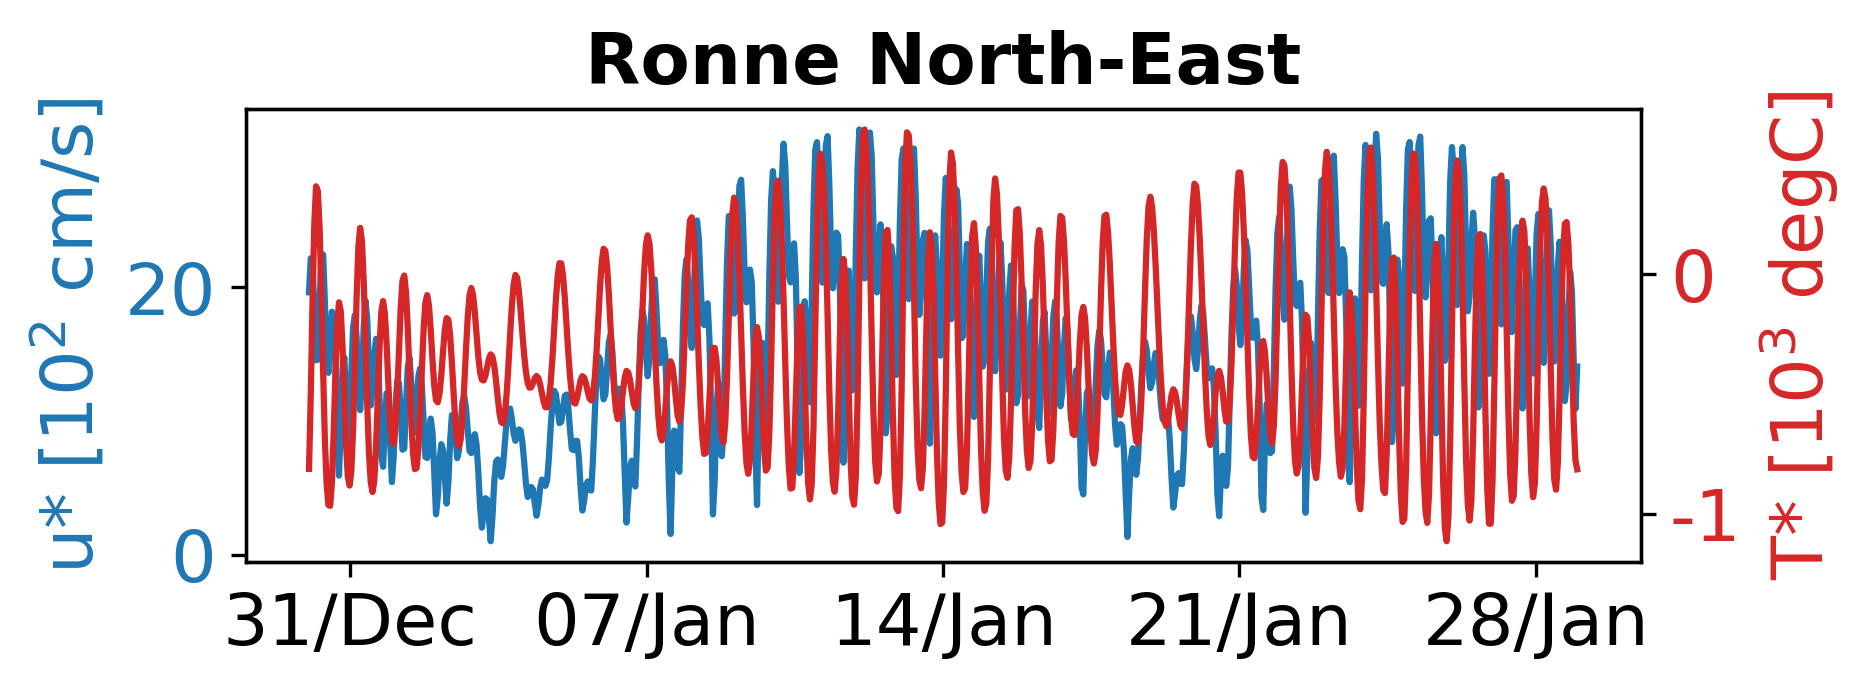 Ronne North-East
u* [10² cm/s]
20
0
T* [10³ degC]
0
-1
31/Dec 07/Jan 14/Jan 21/Jan 28/Jan